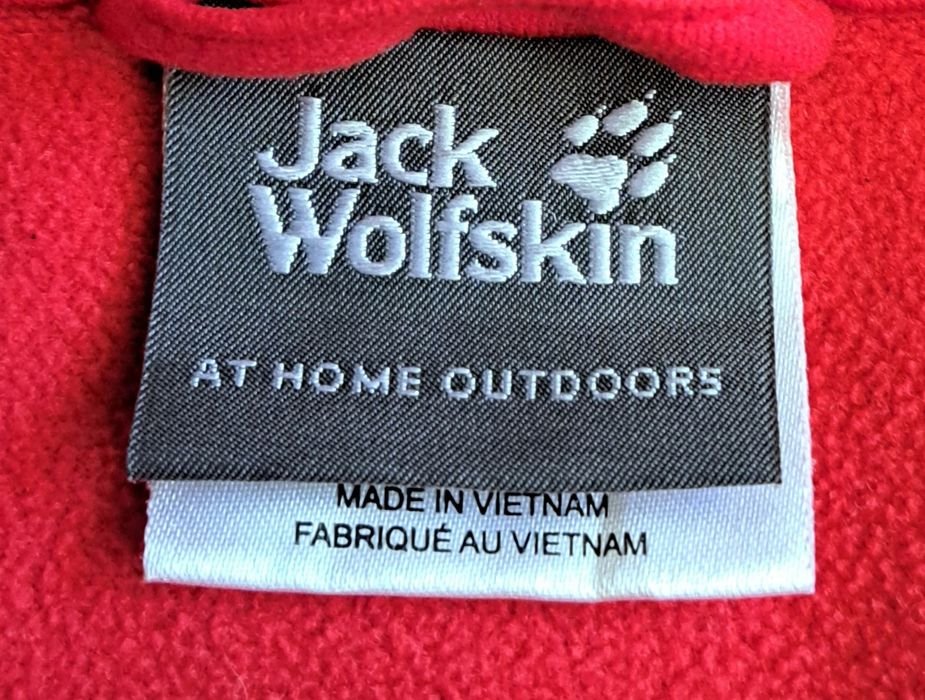 Jack
Wolfskin
AT HOME OUTDOORS
MADE IN VIETNAM
FABRIQUÉ AU VIETNAM